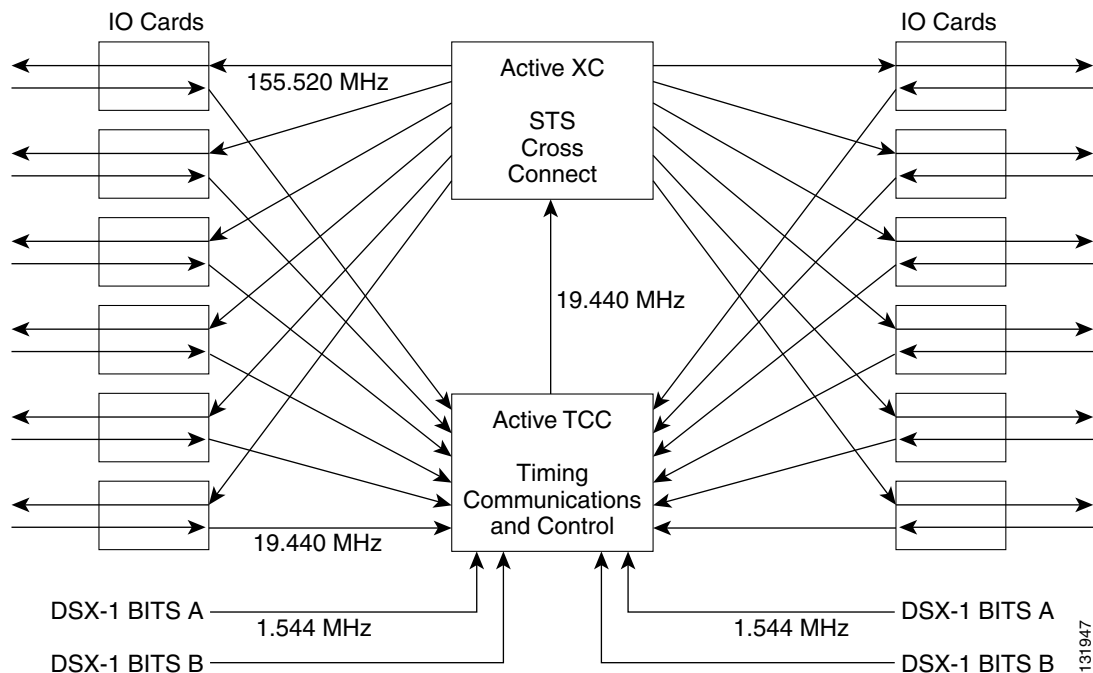 IO Cards
IO Cards
155.520 MHz
Active XC
STS
Cross
Connect
19.440 MHz
Active TCC
Timing
Communications
and Control
19.440 MHz
DSX-1 BITS A
1.544 MHz
DSX-1 BITS B
DSX-1 BITS A
1.544 MHz
DSX-1 BITS B
131947